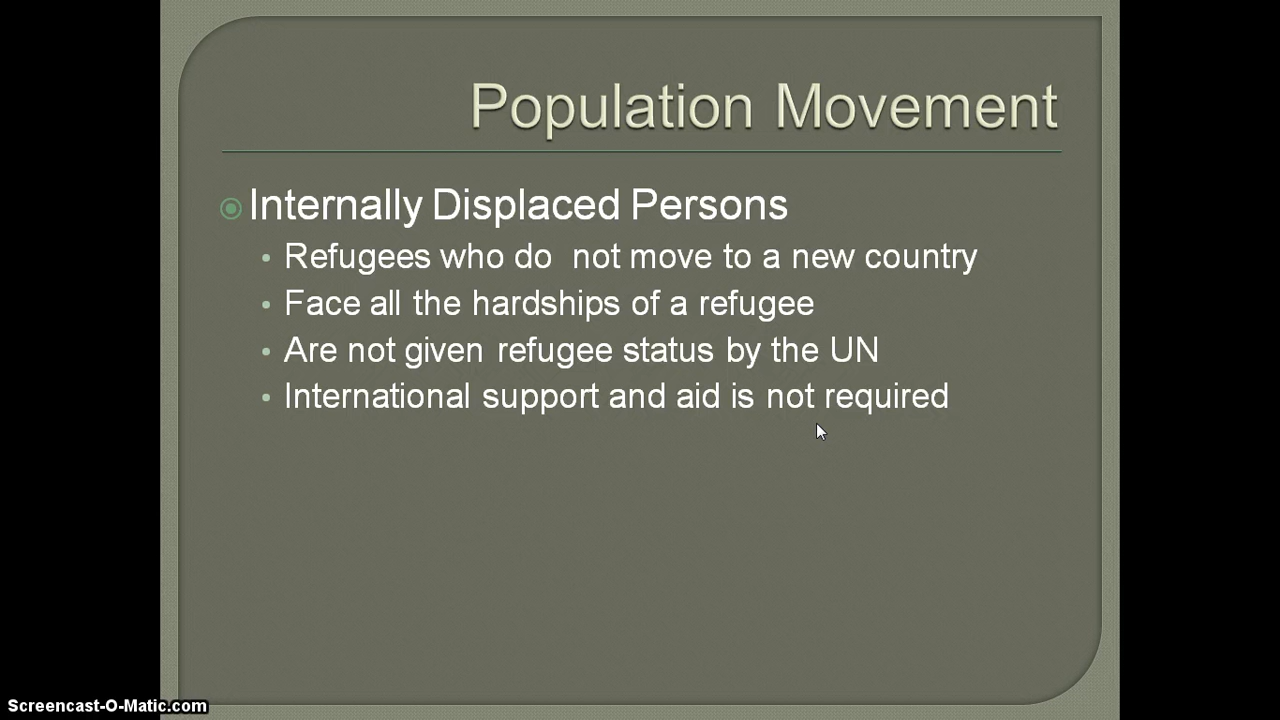 Population Movement
Internally Displaced Persons
Refugees who do  not move to a new country
Face all the hardships of a refugee
Are not given refugee status by the UN
International support and aid is not required
Screencast-O-Matic.com